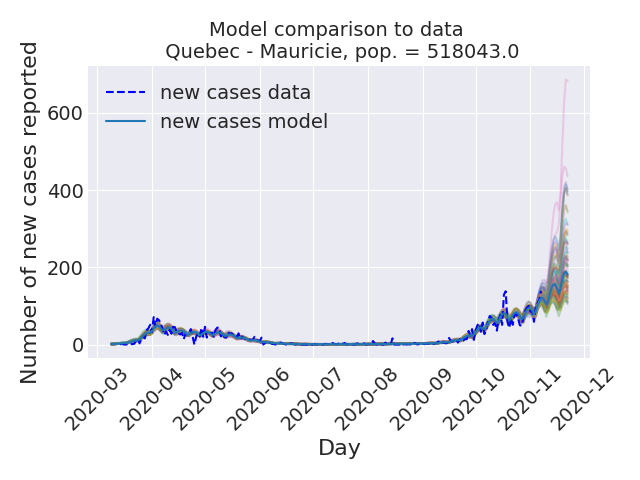 Model comparison to data
Quebec - Mauricie, pop. = 518043.0
new cases data
new cases model
Number of new cases reported
600
400
200
0
2020-03
2020-04
2020-05
2020-06
2020-07
2020-08
2020-09
2020-10
2020-11
2020-12
Day